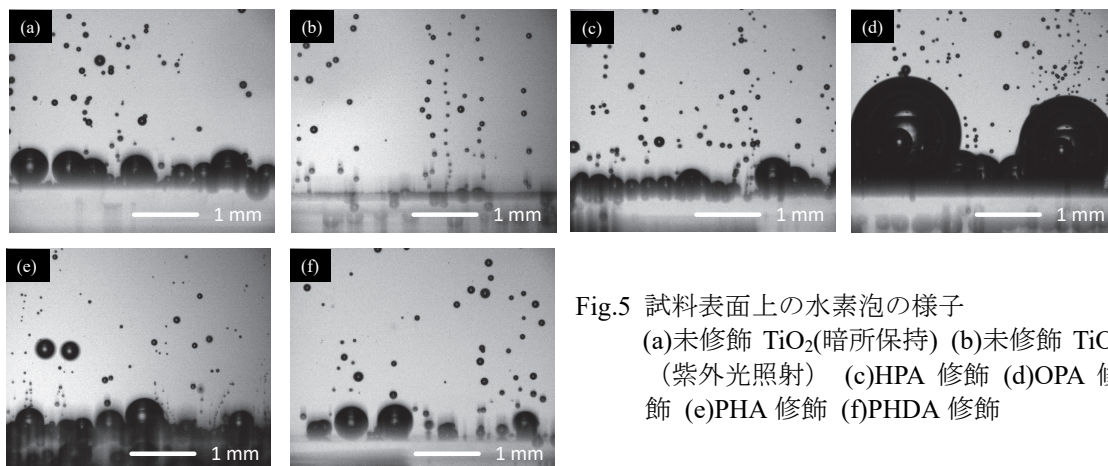 (a)
1 mm
(b)
1 mm
(c)
1 mm
(d)
1 mm
(e)
1 mm
(f)
1 mm
Fig.5 試料表面上の水素泡の様子
(a)未修飾 TiO₂(暗所保持) (b)未修飾 TiO
(紫外光照射) (c)HPA 修飾 (d)OPA 修
飾 (e)PHA 修飾 (f)PHDA 修飾